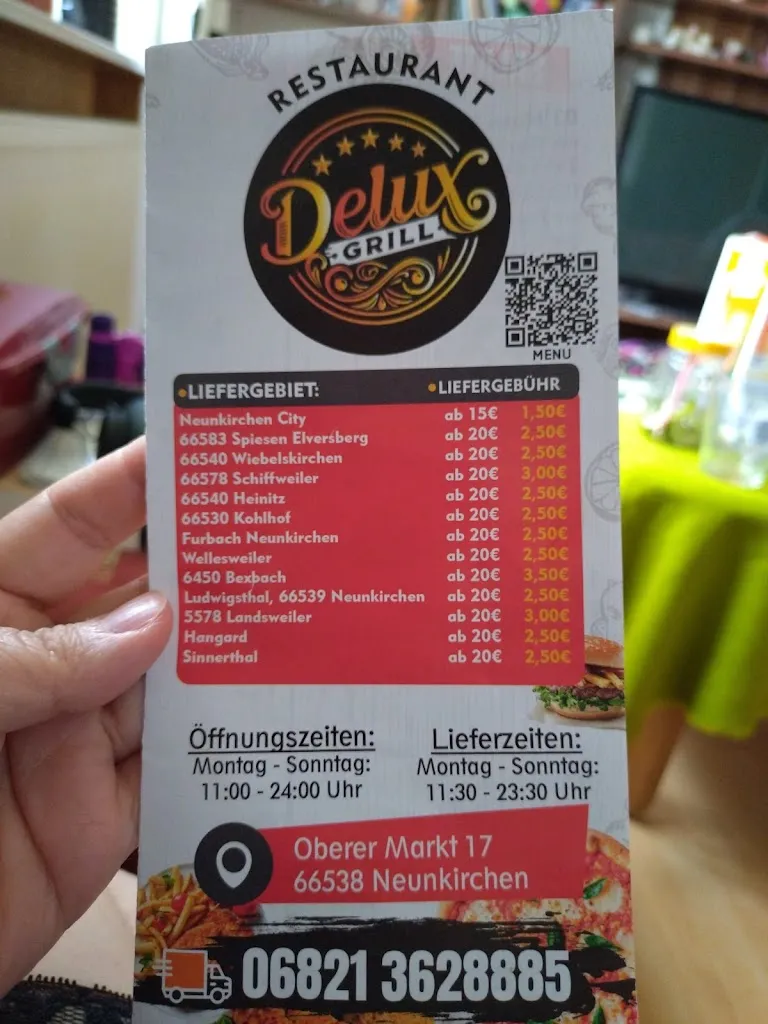 RESTAURANT
Delux
GRILL
MENU
•LIEFERGEBIET: •LIEFERGEBÜHR
Neunkirchen City ab 15€ 1,50€
66583 Spiesen Elversberg ab 20€ 2,50€
66540 Wiebelskirchen ab 20€ 2,50€
66578 Schiffweiler ab 20€ 3,00€
66540 Heinitz ab 20€ 2,50€
66530 Kohlhof ab 20€ 2,50€
Furbach Neunkirchen ab 20€ 2,50€
Wellesweiler ab 20€ 2,50€
6450 Bexbach ab 20€ 3,50€
Ludwigsthal, 66539 Neunkirchen ab 20€ 2,50€
5578 Landsweiler ab 20€ 3,00€
Hangard ab 20€ 2,50€
Sinnerthal ab 20€ 2,50€
Öffnungszeiten: Lieferzeiten:
Montag - Sonntag: Montag - Sonntag:
11:00 - 24:00 Uhr 11:30 - 23:30 Uhr
Oberer Markt 17
66538 Neunkirchen
06821 3628885